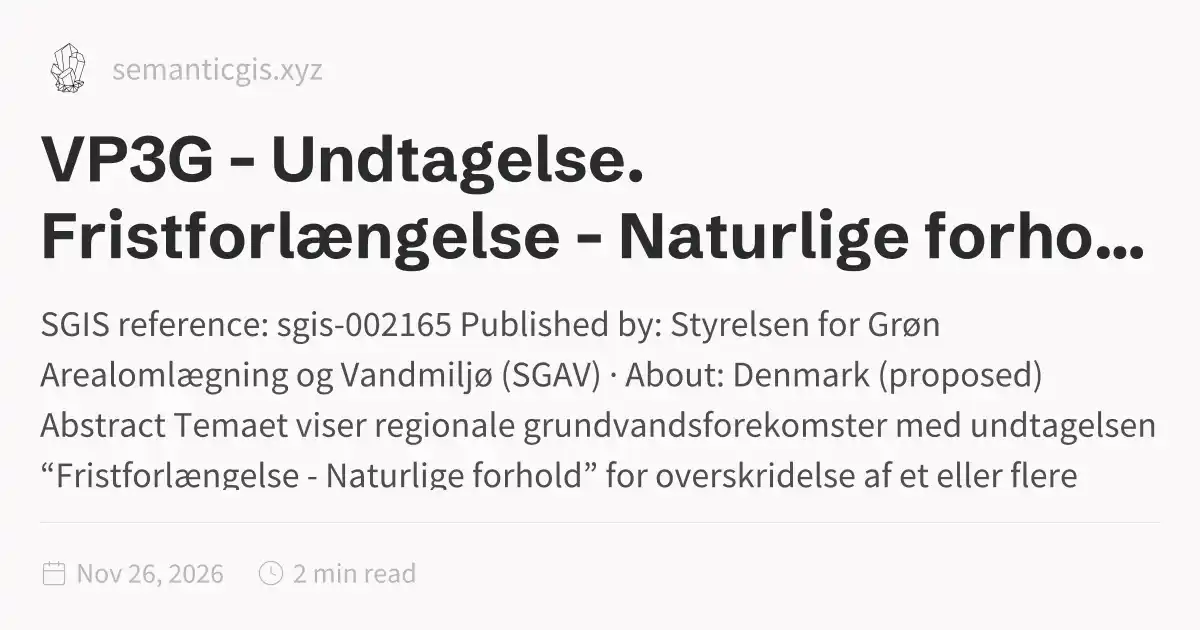 semanticgis.xyz
VP3G - Undtagelse.
Fristforlængelse - Naturlige forho...
SGIS reference: sgis-002165 Published by: Styrelsen for Grøn
Arealomlægning og Vandmiljø (SGAV) · About: Denmark (proposed)
Abstract Temaet viser regionale grundvandsforekomster med undtagelsen
“Fristforlængelse - Naturlige forhold” for overskridelse af et eller flere
Nov 26, 2026 2 min read